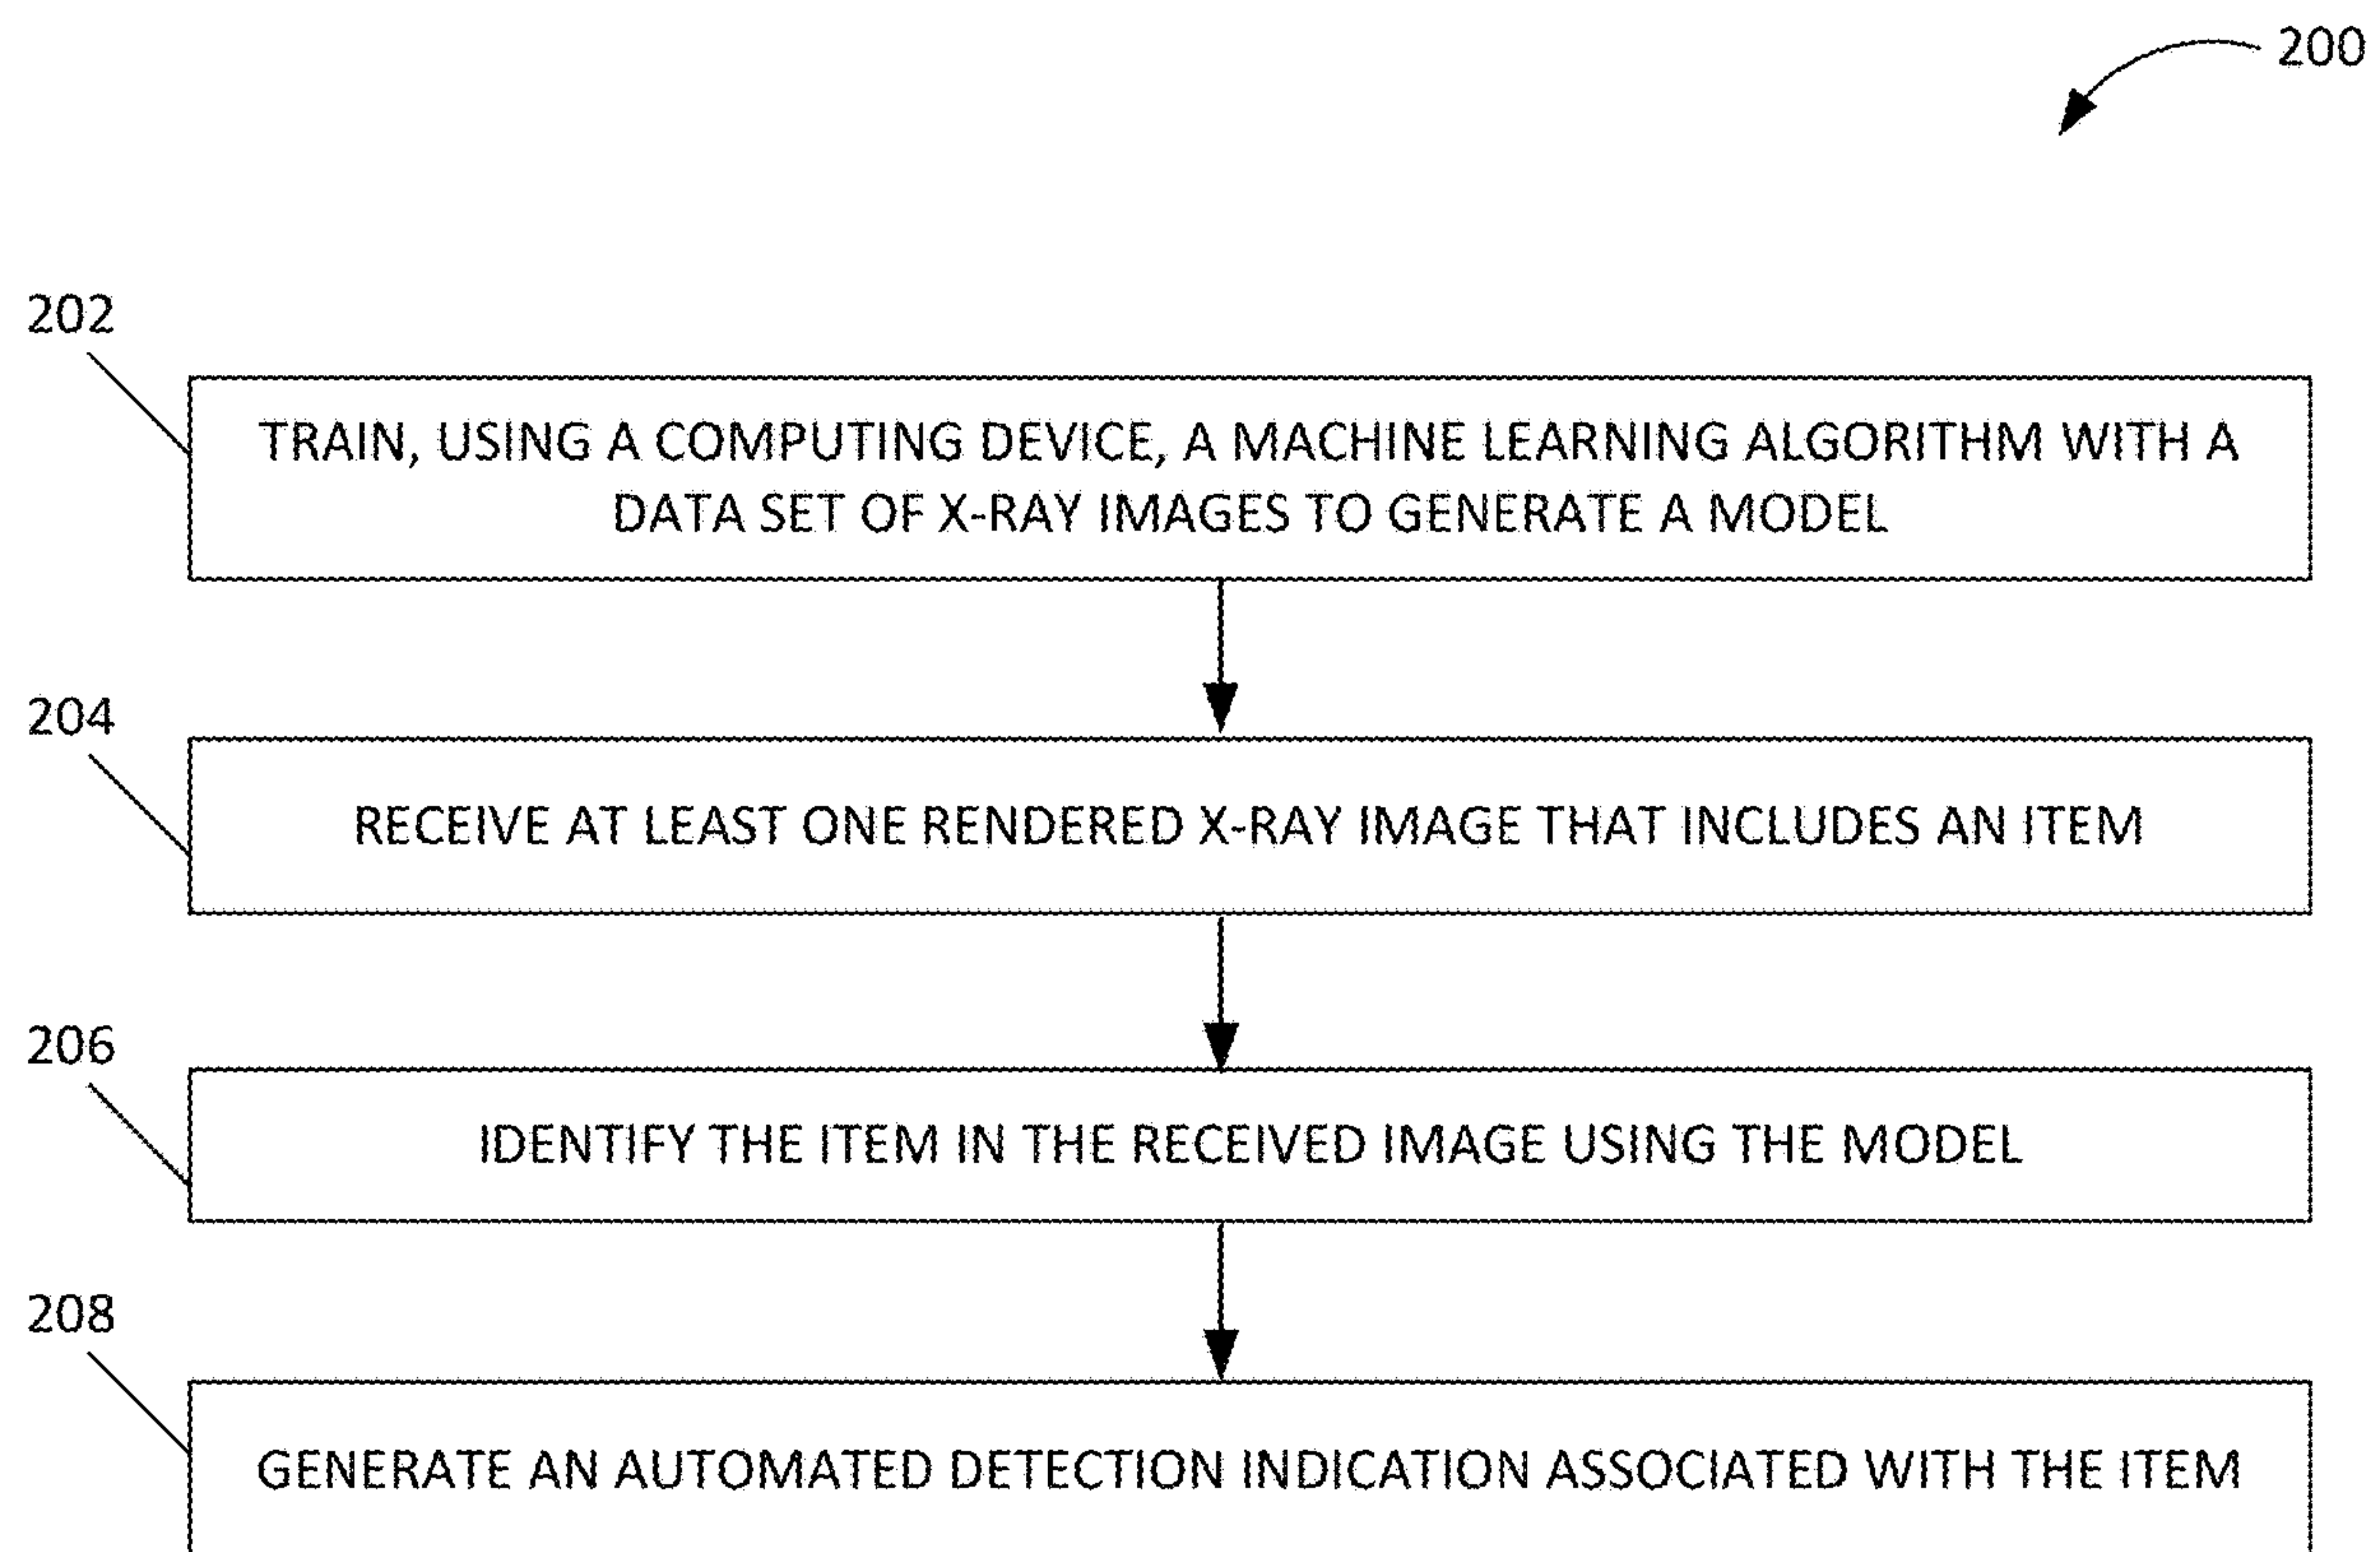 200
202
TRAIN, USING A COMPUTING DEVICE, A MACHINE LEARNING ALGORITHM WITH A
DATA SET OF X-RAY IMAGES TO GENERATE A MODEL
204
RECEIVE AT LEAST ONE RENDERED X-RAY IMAGE THAT INCLUDES AN ITEM
206
IDENTIFY THE ITEM IN THE RECEIVED IMAGE USING THE MODEL
208
GENERATE AN AUTOMATED DETECTION INDICATION ASSOCIATED WITH THE ITEM